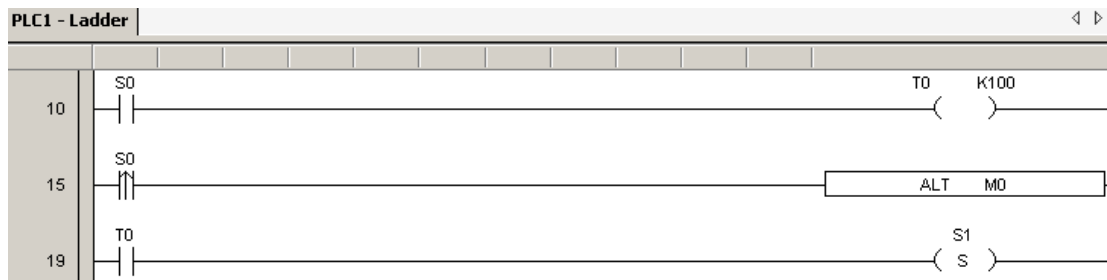 PLC1 - Ladder
S0 T0 K100
10
S0
15 ALT M0
T0 S1
19 S